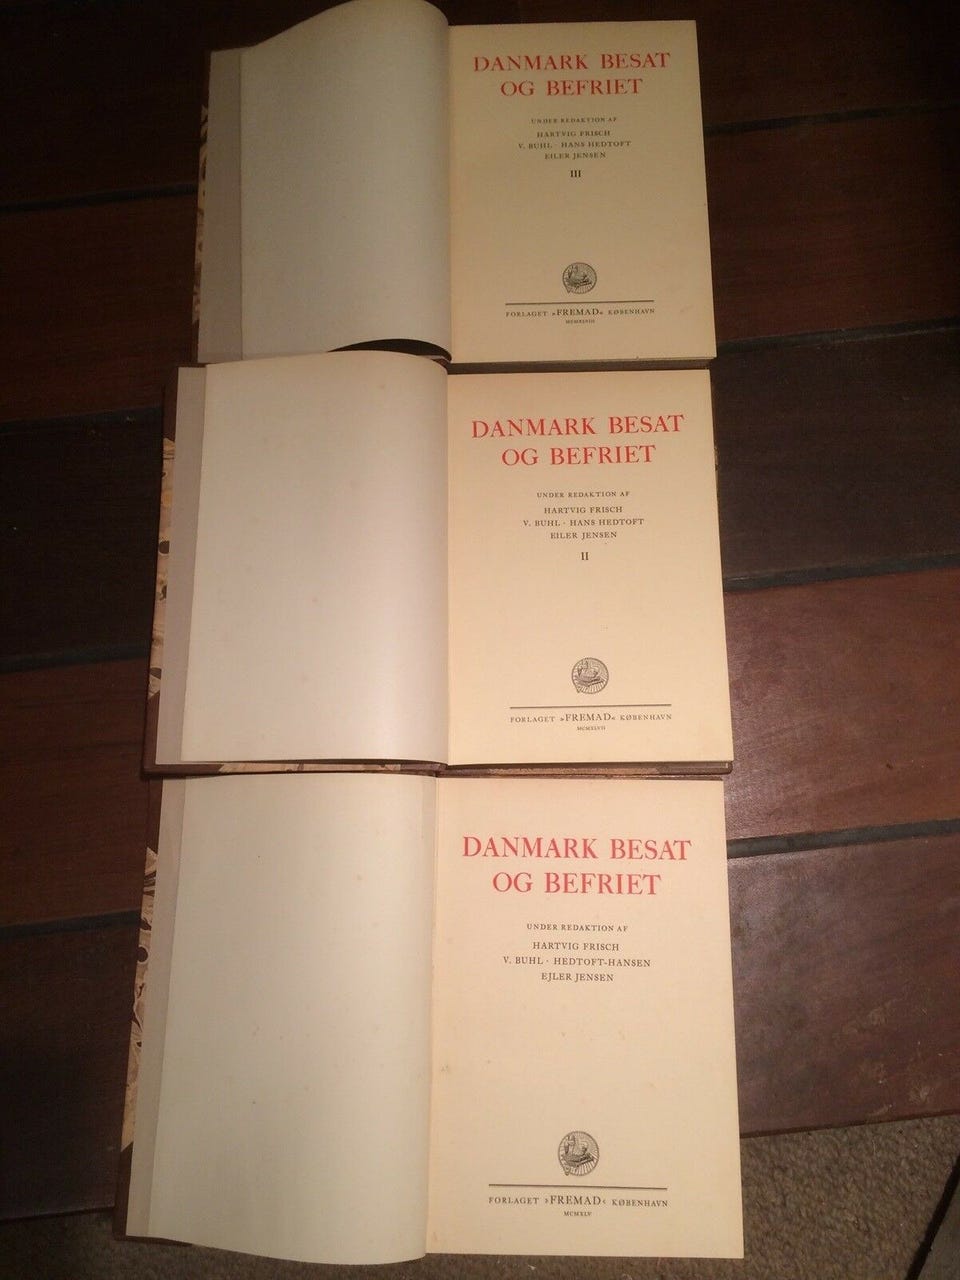 DANMARK BESAT
OG BEFRIET
UNDER REDAKTION AF
HARTVIG FRISCH
V. BUHL · HANS HEDTOFT
EILER JENSEN
III
FORLAGET »FREMAD« KØBENHAVN
MCMXLVIII
DANMARK BESAT
OG BEFRIET
UNDER REDAKTION AF
HARTVIG FRISCH
V. BUHL · HANS HEDTOFT
EILER JENSEN
II
FORLAGET »FREMAD« KØBENHAVN
MCMXLVII
DANMARK BESAT
OG BEFRIET
UNDER REDAKTION AF
HARTVIG FRISCH
V. BUHL · HEDTOFT-HANSEN
EJLER JENSEN
FORLAGET ›FREMAD‹ KØBENHAVN
MCMXLV